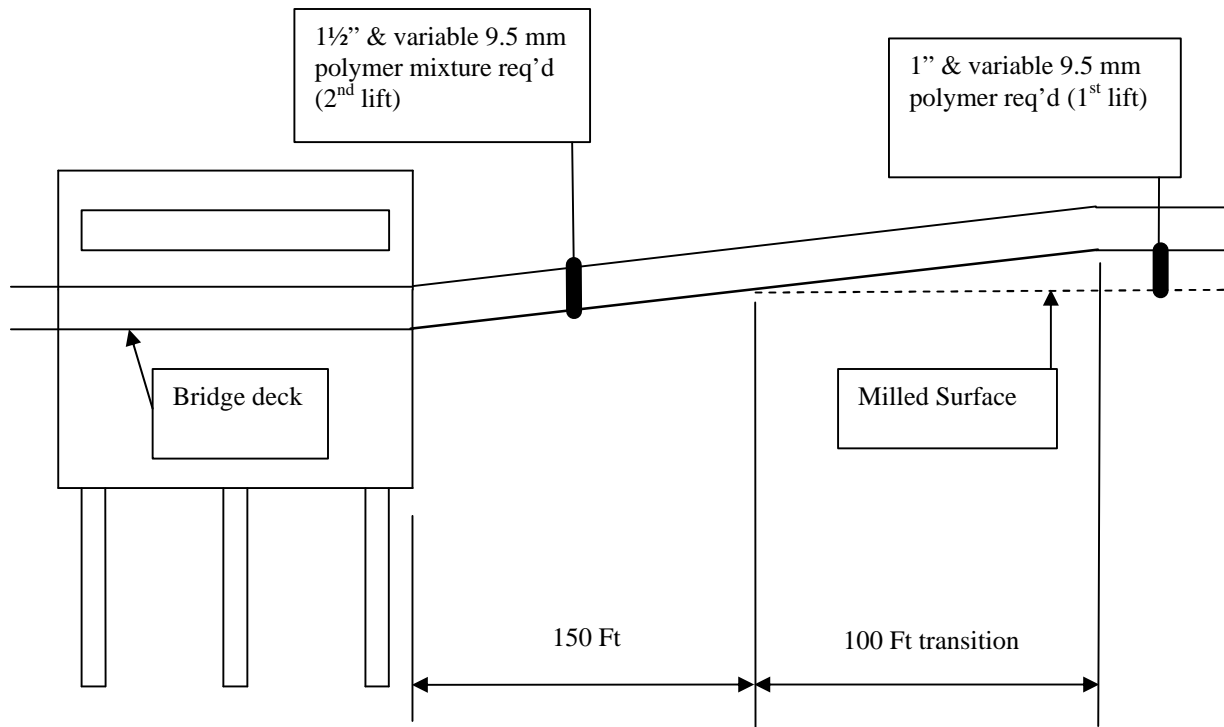 1½” & variable 9.5 mm
polymer mixture req’d
(2nd lift)
1” & variable 9.5 mm
polymer req’d (1st lift)
Bridge deck
Milled Surface
150 Ft
100 Ft transition